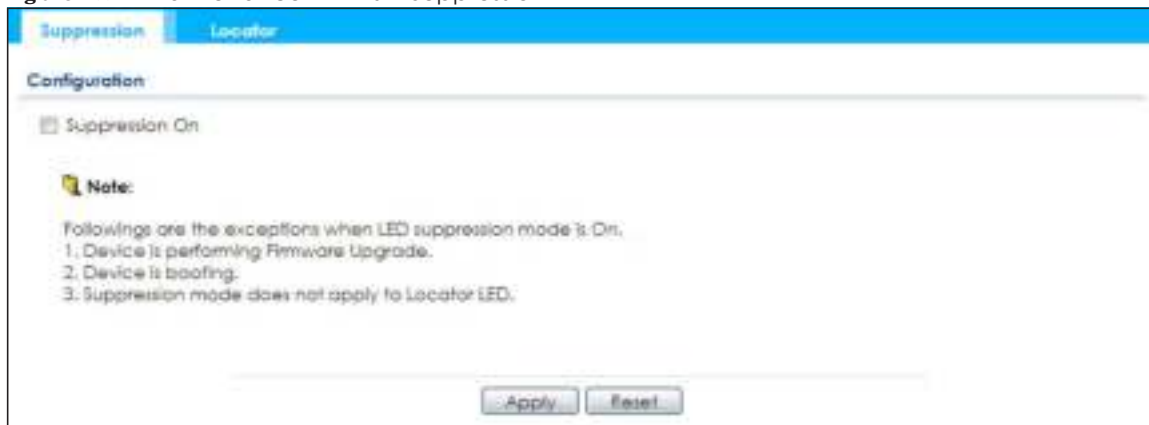 Suppression Locator
Configuration
Suppression On
Note:
Followings are the exceptions when LED suppression mode is On.
1. Device is performing Firmware Upgrade.
2. Device is booting.
3. Suppression mode does not apply to Locator LED.
Apply Reset